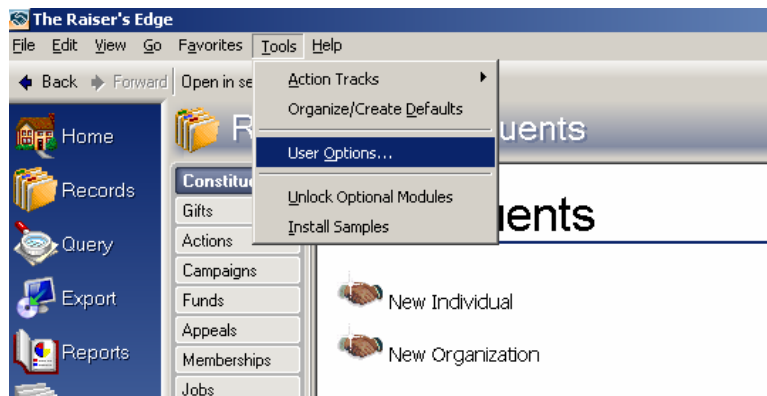 The Raiser's Edge
File Edit View Go Favorites Tools Help
Back Forward Open in se
Action Tracks
Organize/Create Defaults
User Options...
Unlock Optional Modules
Install Samples
Home
Records
Query
Export
Reports
R uents
Constitue
Gifts
Actions
Campaigns
Funds
Appeals
Memberships
Jobs
ents
New Individual
New Organization